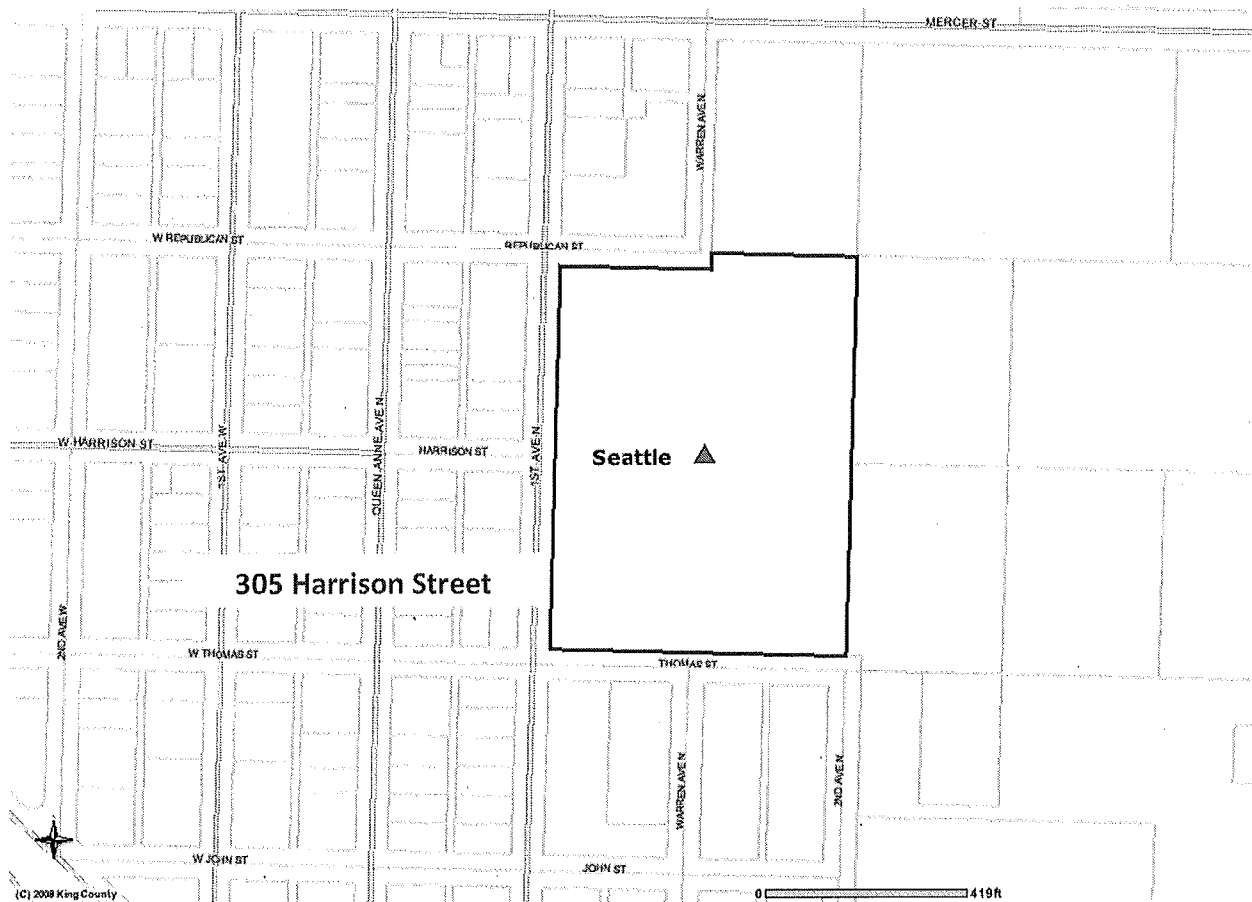 MERCER ST
WARREN AVE N
W REPUBLICAN ST
REPUBLICAN ST
W HARRISON ST
1ST AVE W
QUEEN ANNE AVE N
HARRISON ST
1ST AVE N
Seattle
305 Harrison Street
2ND AVE W
W THOMAS ST
THOMAS ST
WARREN AVE N
2ND AVE N
W JOHN ST
JOHN ST
(C) 2008 King County
0 419ft